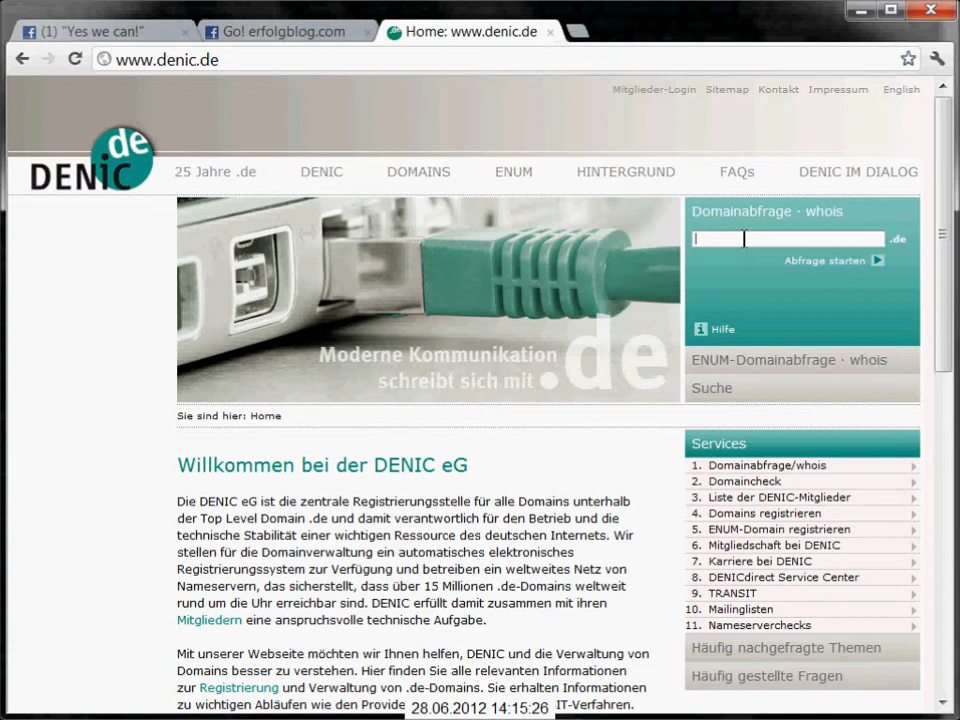 (1) "Yes we can!"
Go! erfolgblog.com
Home: www.denic.de
www.denic.de
Mitglieder-Login Sitemap Kontakt Impressum English
DENiC de
25 Jahre .de DENIC DOMAINS ENUM HINTERGRUND FAQs DENIC IM DIALOG
Moderne Kommunikation
schreibt sich mit .de
Domainabfrage · whois
.de
Abfrage starten
i Hilfe
ENUM-Domainabfrage · whois
Suche
Sie sind hier: Home
Willkommen bei der DENIC eG
Die DENIC eG ist die zentrale Registrierungsstelle für alle Domains unterhalb
der Top Level Domain .de und damit verantwortlich für den Betrieb und die
technische Stabilität einer wichtigen Ressource des deutschen Internets. Wir
stellen für die Domainverwaltung ein automatisches elektronisches
Registrierungssystem zur Verfügung und betreiben ein weltweites Netz von
Nameservern, das sicherstellt, dass über 15 Millionen .de-Domains weltweit
rund um die Uhr erreichbar sind. DENIC erfüllt damit zusammen mit ihren
Mitgliedern eine anspruchsvolle technische Aufgabe.
Mit unserer Webseite möchten wir Ihnen helfen, DENIC und die Verwaltung von
Domains besser zu verstehen. Hier finden Sie alle relevanten Informationen
zur Registrierung und Verwaltung von .de-Domains. Sie erhalten Informationen
zu wichtigen Abläufen wie den Provide IT-Verfahren.
Services
1. Domainabfrage/whois
2. Domaincheck
3. Liste der DENIC-Mitglieder
4. Domains registrieren
5. ENUM-Domain registrieren
6. Mitgliedschaft bei DENIC
7. Karriere bei DENIC
8. DENICdirect Service Center
9. TRANSIT
10. Mailinglisten
11. Nameserverchecks
Häufig nachgefragte Themen
Häufig gestellte Fragen
28.06.2012 14:15:26